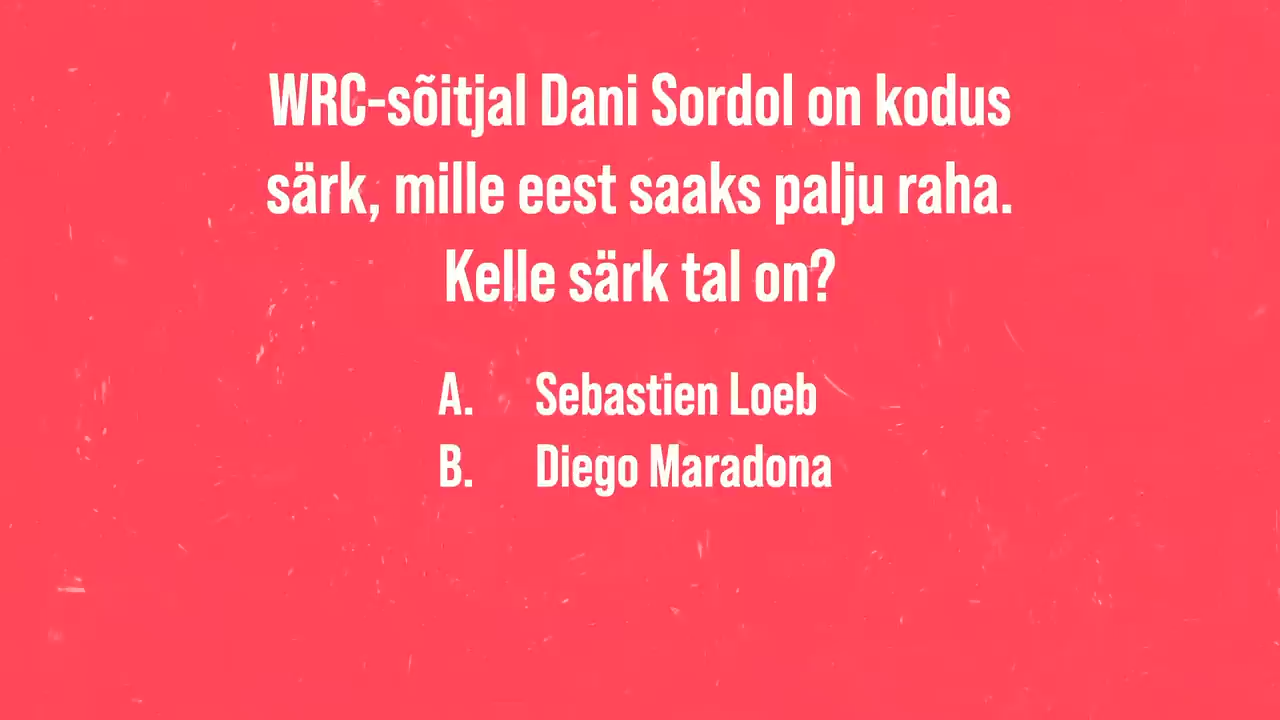 WRC-sõitjal Dani Sordol on kodus
särk, mille eest saaks palju raha.
Kelle särk tal on?
A. Sebastien Loeb
B. Diego Maradona